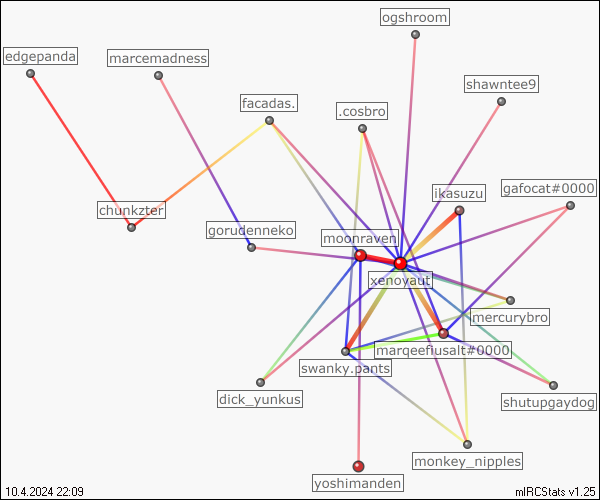 ogshroom
edgepanda
marcemadness
shawntee9
facadas.
.cosbro
ikasuzu
gafocat#0000
chunkzter
gorudenneko
moonraven
xenoyaut
mercurybro
marqeefusalt#0000
swanky.pants
dick_yunkus
shutupgaydog
monkey_nipples
yoshimanden
10.4.2024 22:09
mIRCStats v1.25